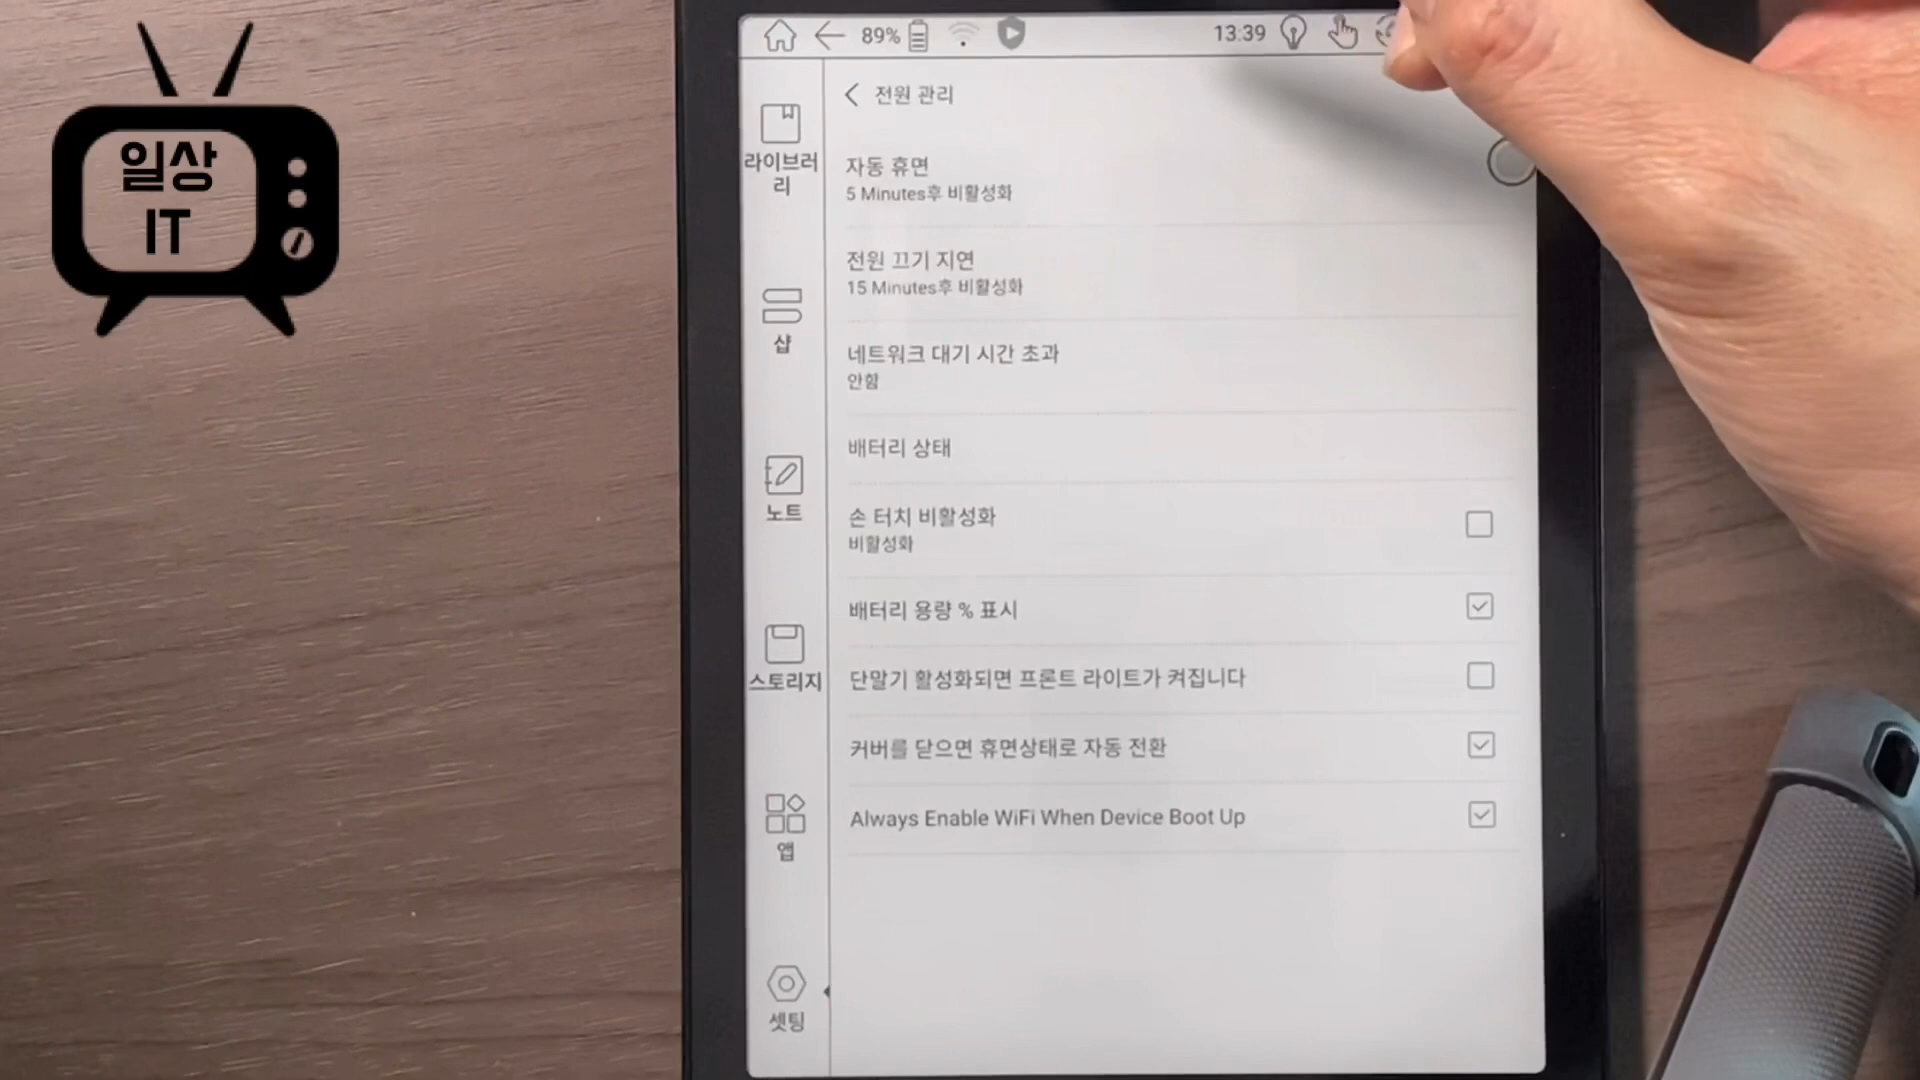 일상
IT
89%
13:39
전원 관리
라이브러
리
샵
노트
스토리지
앱
셋팅
자동 휴면
5 Minutes후 비활성화
전원 끄기 지연
15 Minutes후 비활성화
네트워크 대기 시간 초과
안함
배터리 상태
손 터치 비활성화
비활성화
배터리 용량 % 표시
단말기 활성화되면 프론트 라이트가 켜집니다
커버를 닫으면 휴면상태로 자동 전환
Always Enable WiFi When Device Boot Up